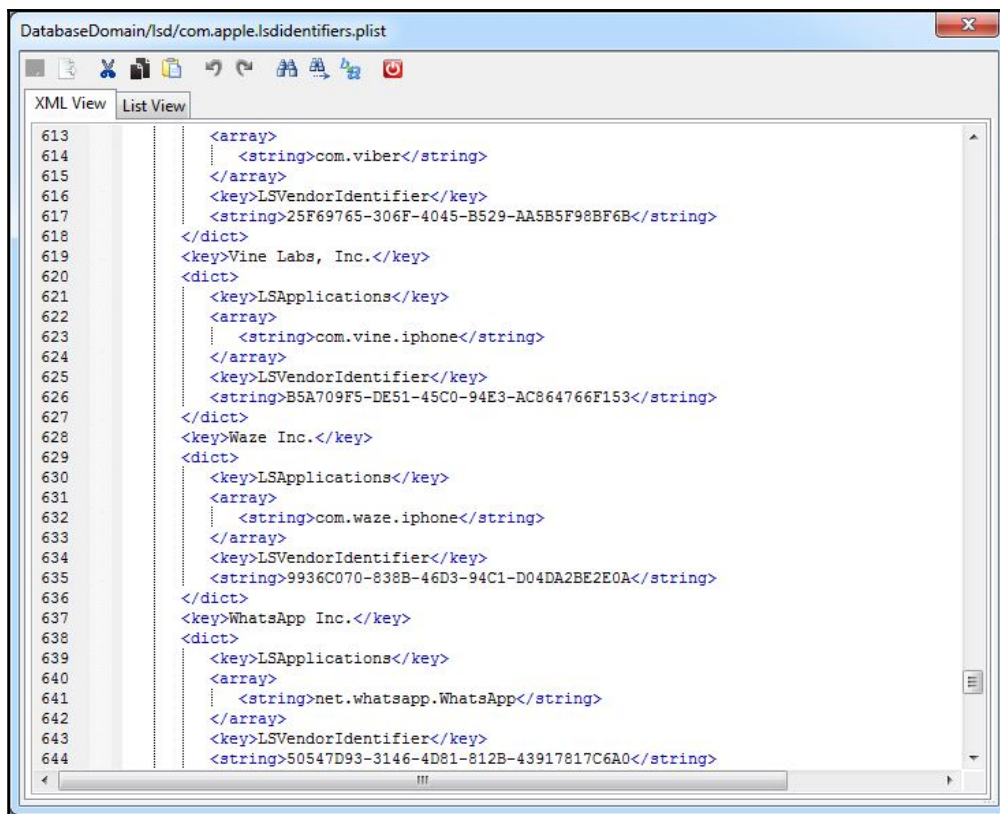 DatabaseDomain/lsd/com.apple.lsdidentifiers.plist
XML View List View
613 <array>
614 <string>com.viber</string>
615 </array>
616 <key>LSVendorIdentifier</key>
617 <string>25F69765-306F-4045-B529-AA5B5F98BF6B</string>
618 </dict>
619 <key>Vine Labs, Inc.</key>
620 <dict>
621 <key>LSApplications</key>
622 <array>
623 <string>com.vine.iphone</string>
624 </array>
625 <key>LSVendorIdentifier</key>
626 <string>B5A709F5-DE51-45C0-94E3-AC864766F153</string>
627 </dict>
628 <key>Waze Inc.</key>
629 <dict>
630 <key>LSApplications</key>
631 <array>
632 <string>com.waze.iphone</string>
633 </array>
634 <key>LSVendorIdentifier</key>
635 <string>9936C070-838B-46D3-94C1-D04DA2BE2E0A</string>
636 </dict>
637 <key>WhatsApp Inc.</key>
638 <dict>
639 <key>LSApplications</key>
640 <array>
641 <string>net.whatsapp.WhatsApp</string>
642 </array>
643 <key>LSVendorIdentifier</key>
644 <string>50547D93-3146-4D81-812B-43917817C6A0</string>